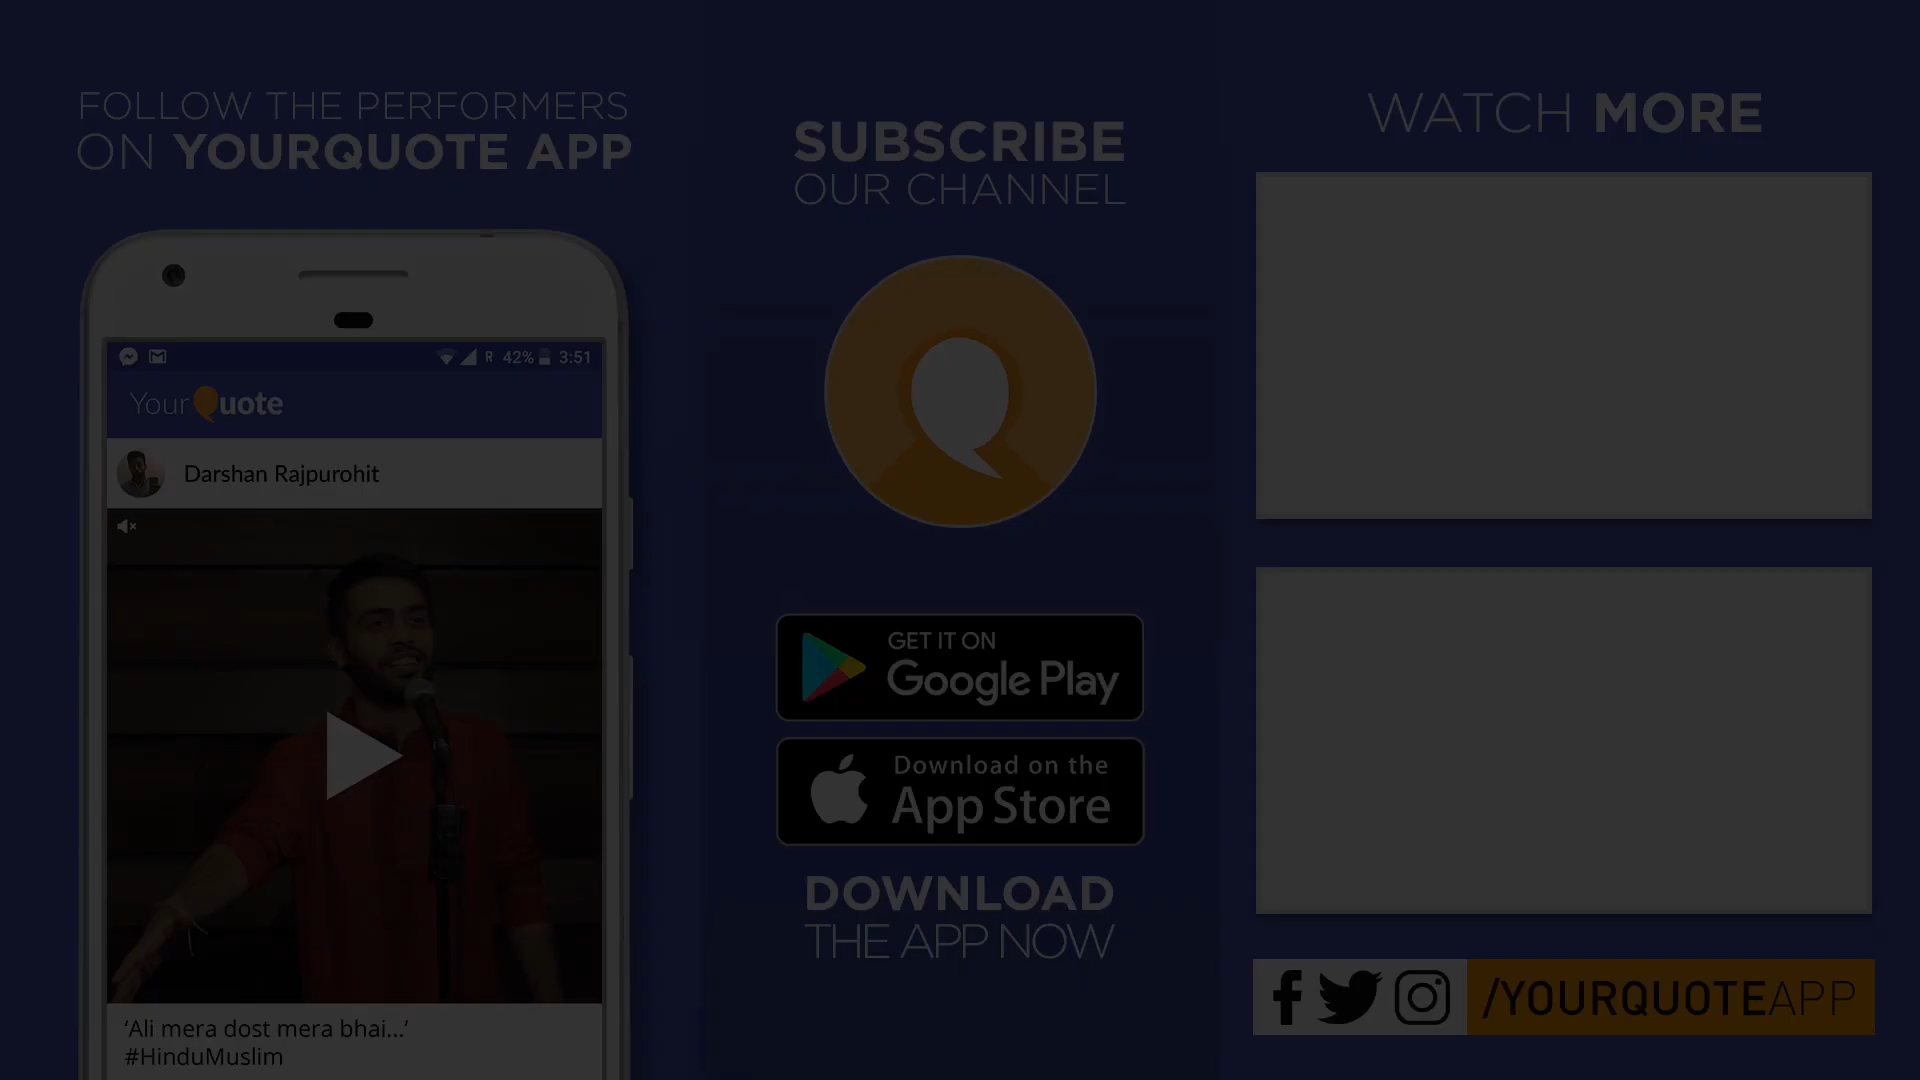 FOLLOW THE PERFORMERS
ON YOURQUOTE APP
R 42% 3:51
YourQuote
Darshan Rajpurohit
‘Ali mera dost mera bhai...’
#HinduMuslim
SUBSCRIBE
OUR CHANNEL
GET IT ON
Google Play
Download on the
App Store
DOWNLOAD
THE APP NOW
WATCH MORE
/YOURQUOTEAPP